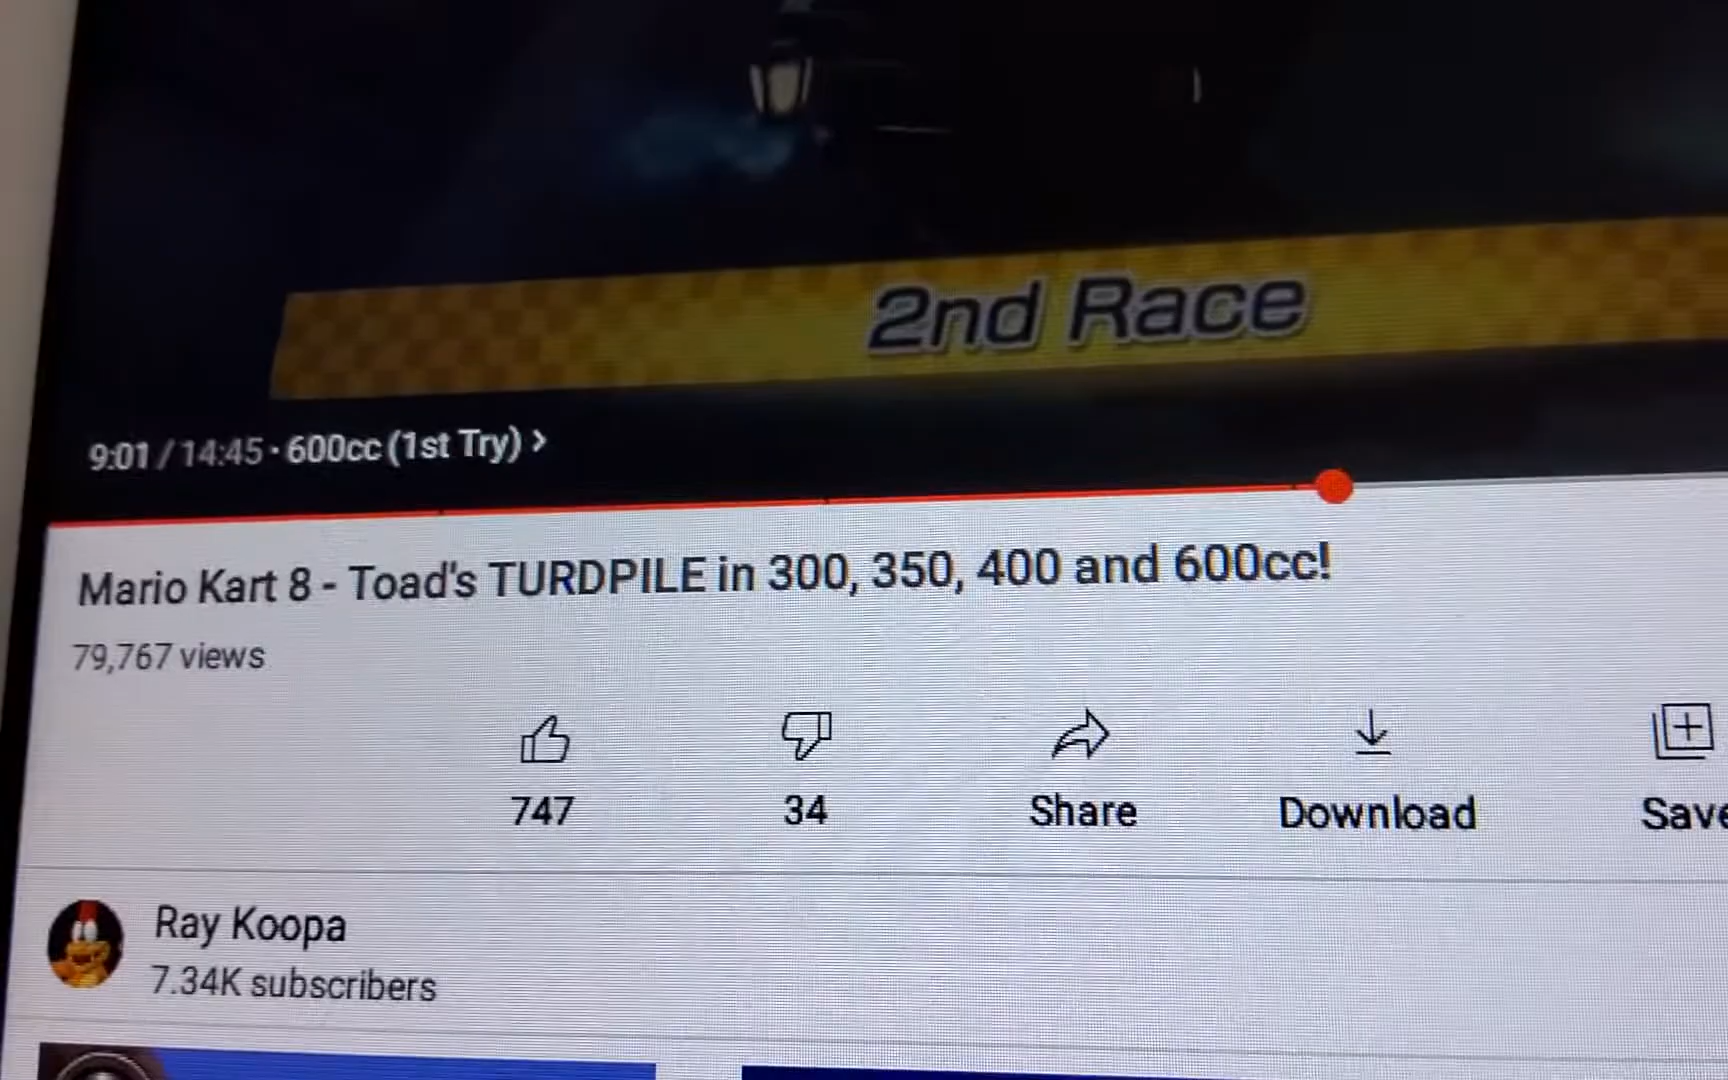 2nd Race
9:01 / 14:45 · 600cc (1st Try) >
Mario Kart 8 - Toad's TURDPILE in 300, 350, 400 and 600cc!
79,767 views
747
34
Share
Download
Save
Ray Koopa
7.34K subscribers